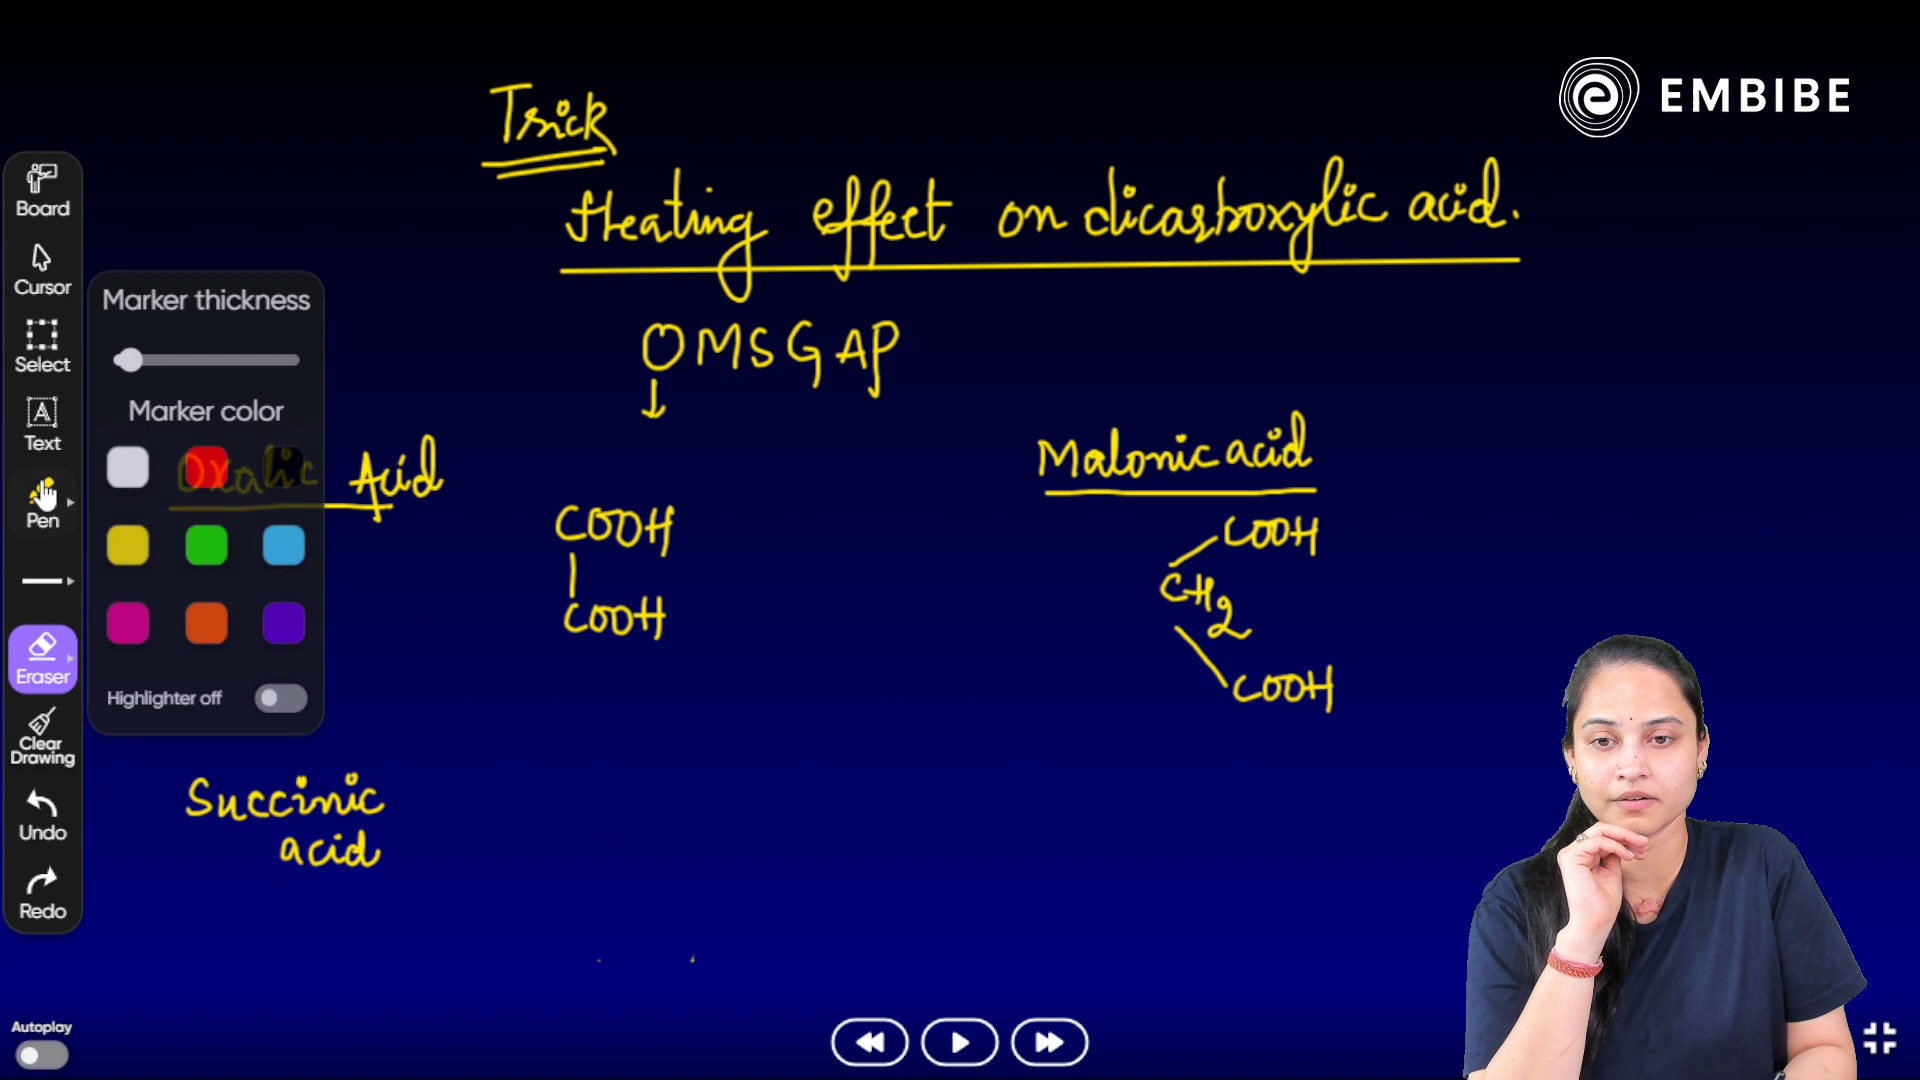 EMBIBE
Trick
Heating effect on dicarboxylic acid.
OMSGAP
Oxalic Acid
COOH
COOH
Malonic acid
COOH
CH2
COOH
Succinic
acid
Board
Cursor
Select
Text
Pen
Eraser
Clear
Drawing
Undo
Redo
Marker thickness
Marker color
Highlighter off
Autoplay